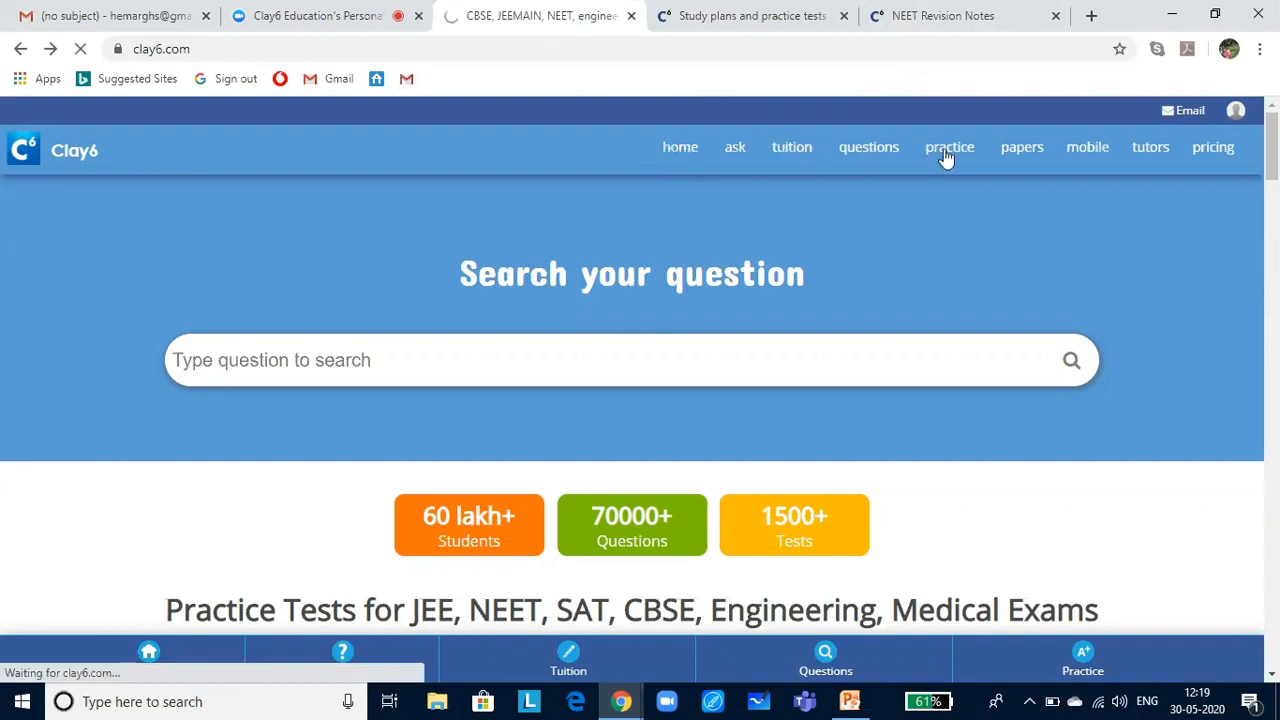 (no subject) - hemarghs@gma
Clay6 Education's Persona
CBSE, JEEMAIN, NEET, enginee
Study plans and practice tests
NEET Revision Notes
clay6.com
Apps
Suggested Sites
Sign out
Gmail
Email
C6
Clay6
home
ask
tuition
questions
practice
papers
mobile
tutors
pricing
Search your question
Type question to search
60 lakh+
Students
70000+
Questions
1500+
Tests
Practice Tests for JEE, NEET, SAT, CBSE, Engineering, Medical Exams
Tuition
Questions
A+
Practice
Waiting for clay6.com...
Type here to search
61%
ENG
12:19
30-05-2020